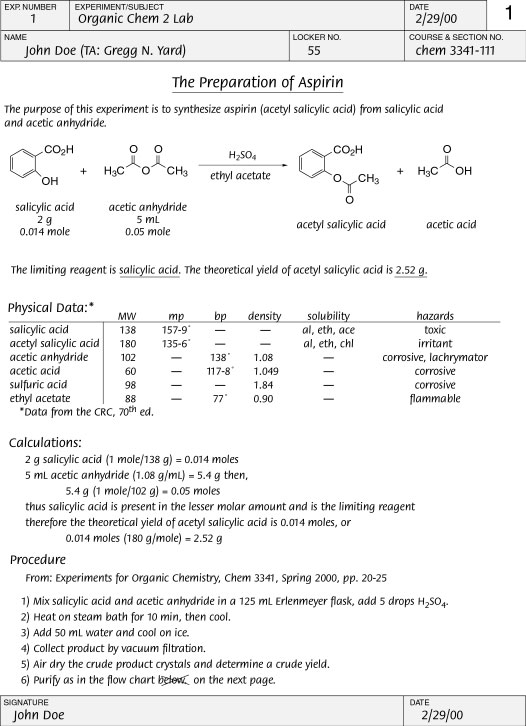 EXP. NUMBER EXPERIMENT/SUBJECT DATE
1 Organic Chem 2 Lab 2/29/00 1
NAME LOCKER NO. COURSE & SECTION NO.
John Doe (TA: Gregg N. Yard) 55 chem 3341-111
The Preparation of Aspirin
The purpose of this experiment is to synthesize aspirin (acetyl salicylic acid) from salicylic acid
and acetic anhydride.
CO2H
OH
+
O O
H3C O CH3
H2SO4
ethyl acetate
CO2H
O CH3
O
+
O
H3C OH
salicylic acid
2 g
0.014 mole
acetic anhydride
5 mL
0.05 mole
acetyl salicylic acid
acetic acid
The limiting reagent is salicylic acid. The theoretical yield of acetyl salicylic acid is 2.52 g.
Physical Data:*
MW mp bp density solubility hazards
salicylic acid 138 157-9° — — al, eth, ace toxic
acetyl salicylic acid 180 135-6° — — al, eth, chl irritant
acetic anhydride 102 — 138° 1.08 — corrosive, lachrymator
acetic acid 60 — 117-8° 1.049 — corrosive
sulfuric acid 98 — — 1.84 — corrosive
ethyl acetate 88 — 77° 0.90 — flammable
*Data from the CRC, 70th ed.
Calculations:
2 g salicylic acid (1 mole/138 g) = 0.014 moles
5 mL acetic anhydride (1.08 g/mL) = 5.4 g then,
5.4 g (1 mole/102 g) = 0.05 moles
thus salicylic acid is present in the lesser molar amount and is the limiting reagent
therefore the theoretical yield of acetyl salicylic acid is 0.014 moles, or
0.014 moles (180 g/mole) = 2.52 g
Procedure
From: Experiments for Organic Chemistry, Chem 3341, Spring 2000, pp. 20-25
1) Mix salicylic acid and acetic anhydride in a 125 mL Erlenmeyer flask, add 5 drops H2SO4.
2) Heat on steam bath for 10 min, then cool.
3) Add 50 mL water and cool on ice.
4) Collect product by vacuum filtration.
5) Air dry the crude product crystals and determine a crude yield.
6) Purify as in the flow chart below on the next page.
SIGNATURE DATE
John Doe 2/29/00